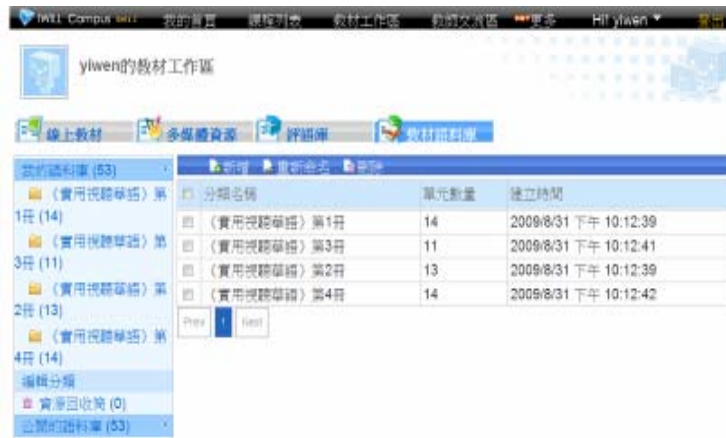 IWiLL Campus 我的首頁 課程列表 教材工作區 教師交流區 更多 Hi! yiwen
yiwen的教材工作區
線上教材 多媒體資源 評語庫 教材語料庫
我的語料庫 (53)
《實用視聽華語》第
1冊 (14)
《實用視聽華語》第
3冊 (11)
《實用視聽華語》第
2冊 (13)
《實用視聽華語》第
4冊 (14)
編輯分類
資源回收筒 (0)
公開的語料庫 (53)
新增 重新命名 刪除
分類名稱 單元數量 建立時間
《實用視聽華語》第1冊 14 2009/8/31 下午 10:12:39
《實用視聽華語》第3冊 11 2009/8/31 下午 10:12:41
《實用視聽華語》第2冊 13 2009/8/31 下午 10:12:39
《實用視聽華語》第4冊 14 2009/8/31 下午 10:12:42
Prev 1 Next